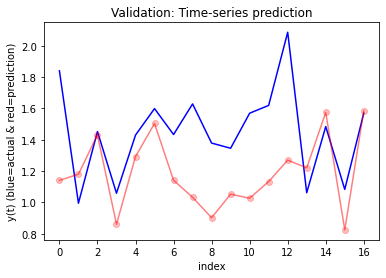 Validation: Time-series prediction
y(t) (blue=actual & red=prediction)
2.0
1.8
1.6
1.4
1.2
1.0
0.8
0 2 4 6 8 10 12 14 16
index